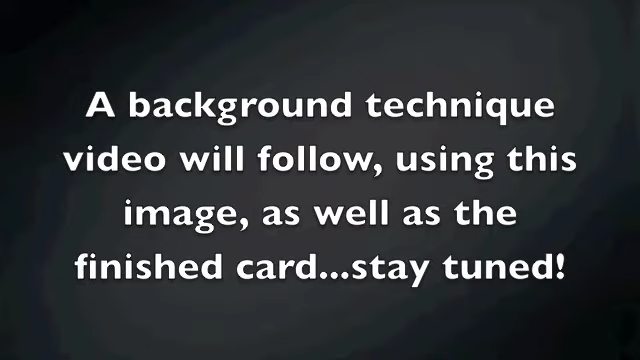 A background technique
video will follow, using this
image, as well as the
finished card...stay tuned!